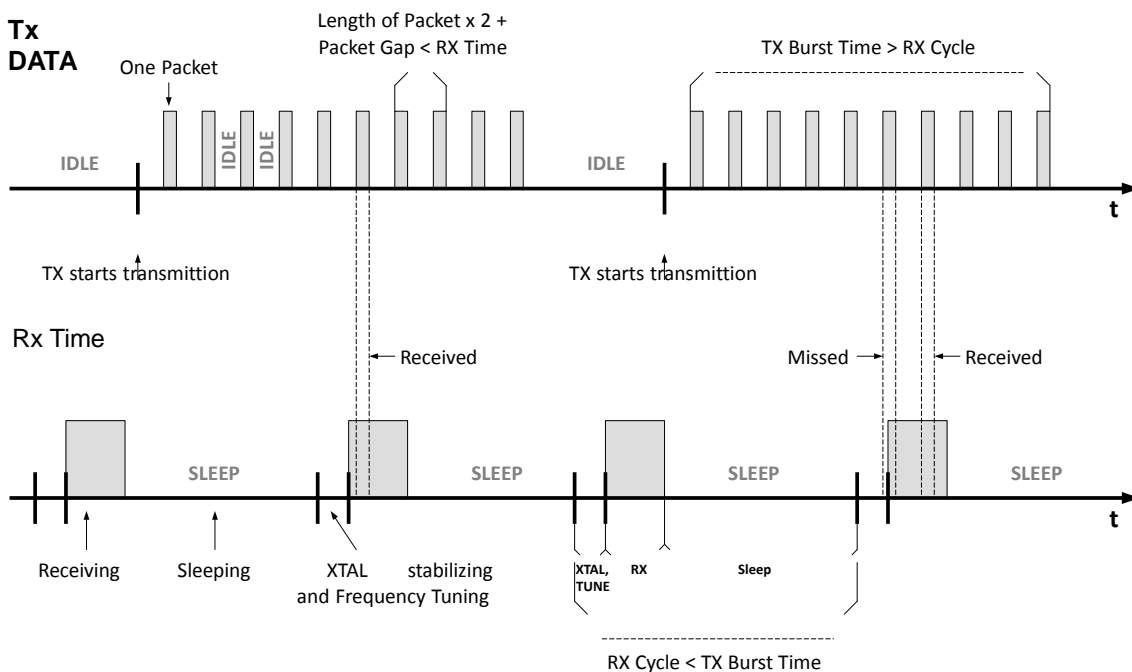 Tx
DATA
One Packet
Length of Packet x 2 +
Packet Gap < RX Time
TX Burst Time > RX Cycle
IDLE
IDLE
IDLE
IDLE
t
TX starts transmittion
TX starts transmittion
Rx Time
Received
Missed
Received
SLEEP
SLEEP
SLEEP
SLEEP
t
Receiving
Sleeping
XTAL stabilizing
and Frequency Tuning
XTAL,
TUNE
RX
Sleep
RX Cycle < TX Burst Time